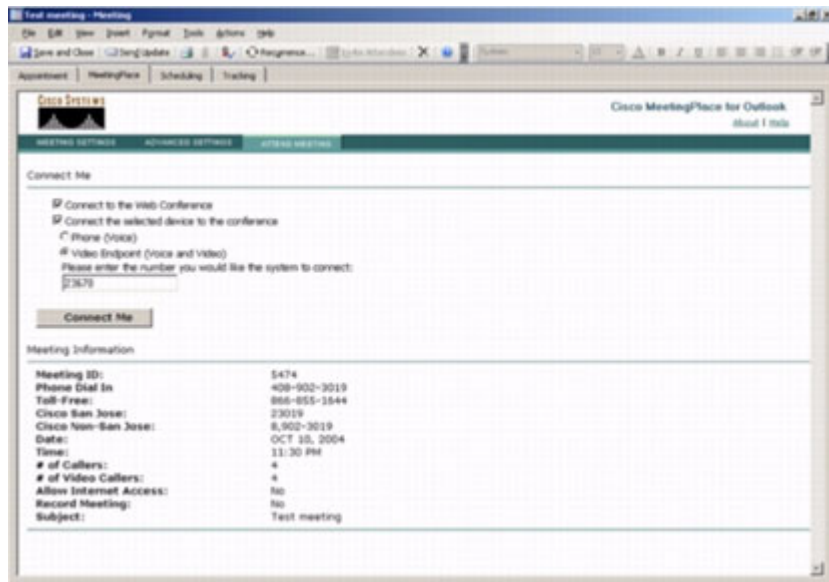 Test meeting - Meeting
File Edit View Insert Format Tools Actions Help
Save and Close Send Update Recurrence... Invite Attendees
Appointment MeetingPlace Scheduling Tracking
CISCO SYSTEMS
Cisco MeetingPlace for Outlook
About | Help
MEETING SETTINGS ADVANCED SETTINGS ATTEND MEETING
Connect Me
Connect to the Web Conference
Connect the selected device to the conference
Phone (Voice)
Video Endpoint (Voice and Video)
Please enter the number you would like the system to connect:
23670
Connect Me
Meeting Information
Meeting ID: 5474
Phone Dial In 408-902-3019
Toll-Free: 866-855-1644
Cisco San Jose: 23019
Cisco Non-San Jose: 8,902-3019
Date: OCT 10, 2004
Time: 11:30 PM
# of Callers: 4
# of Video Callers: 4
Allow Internet Access: No
Record Meeting: No
Subject: Test meeting